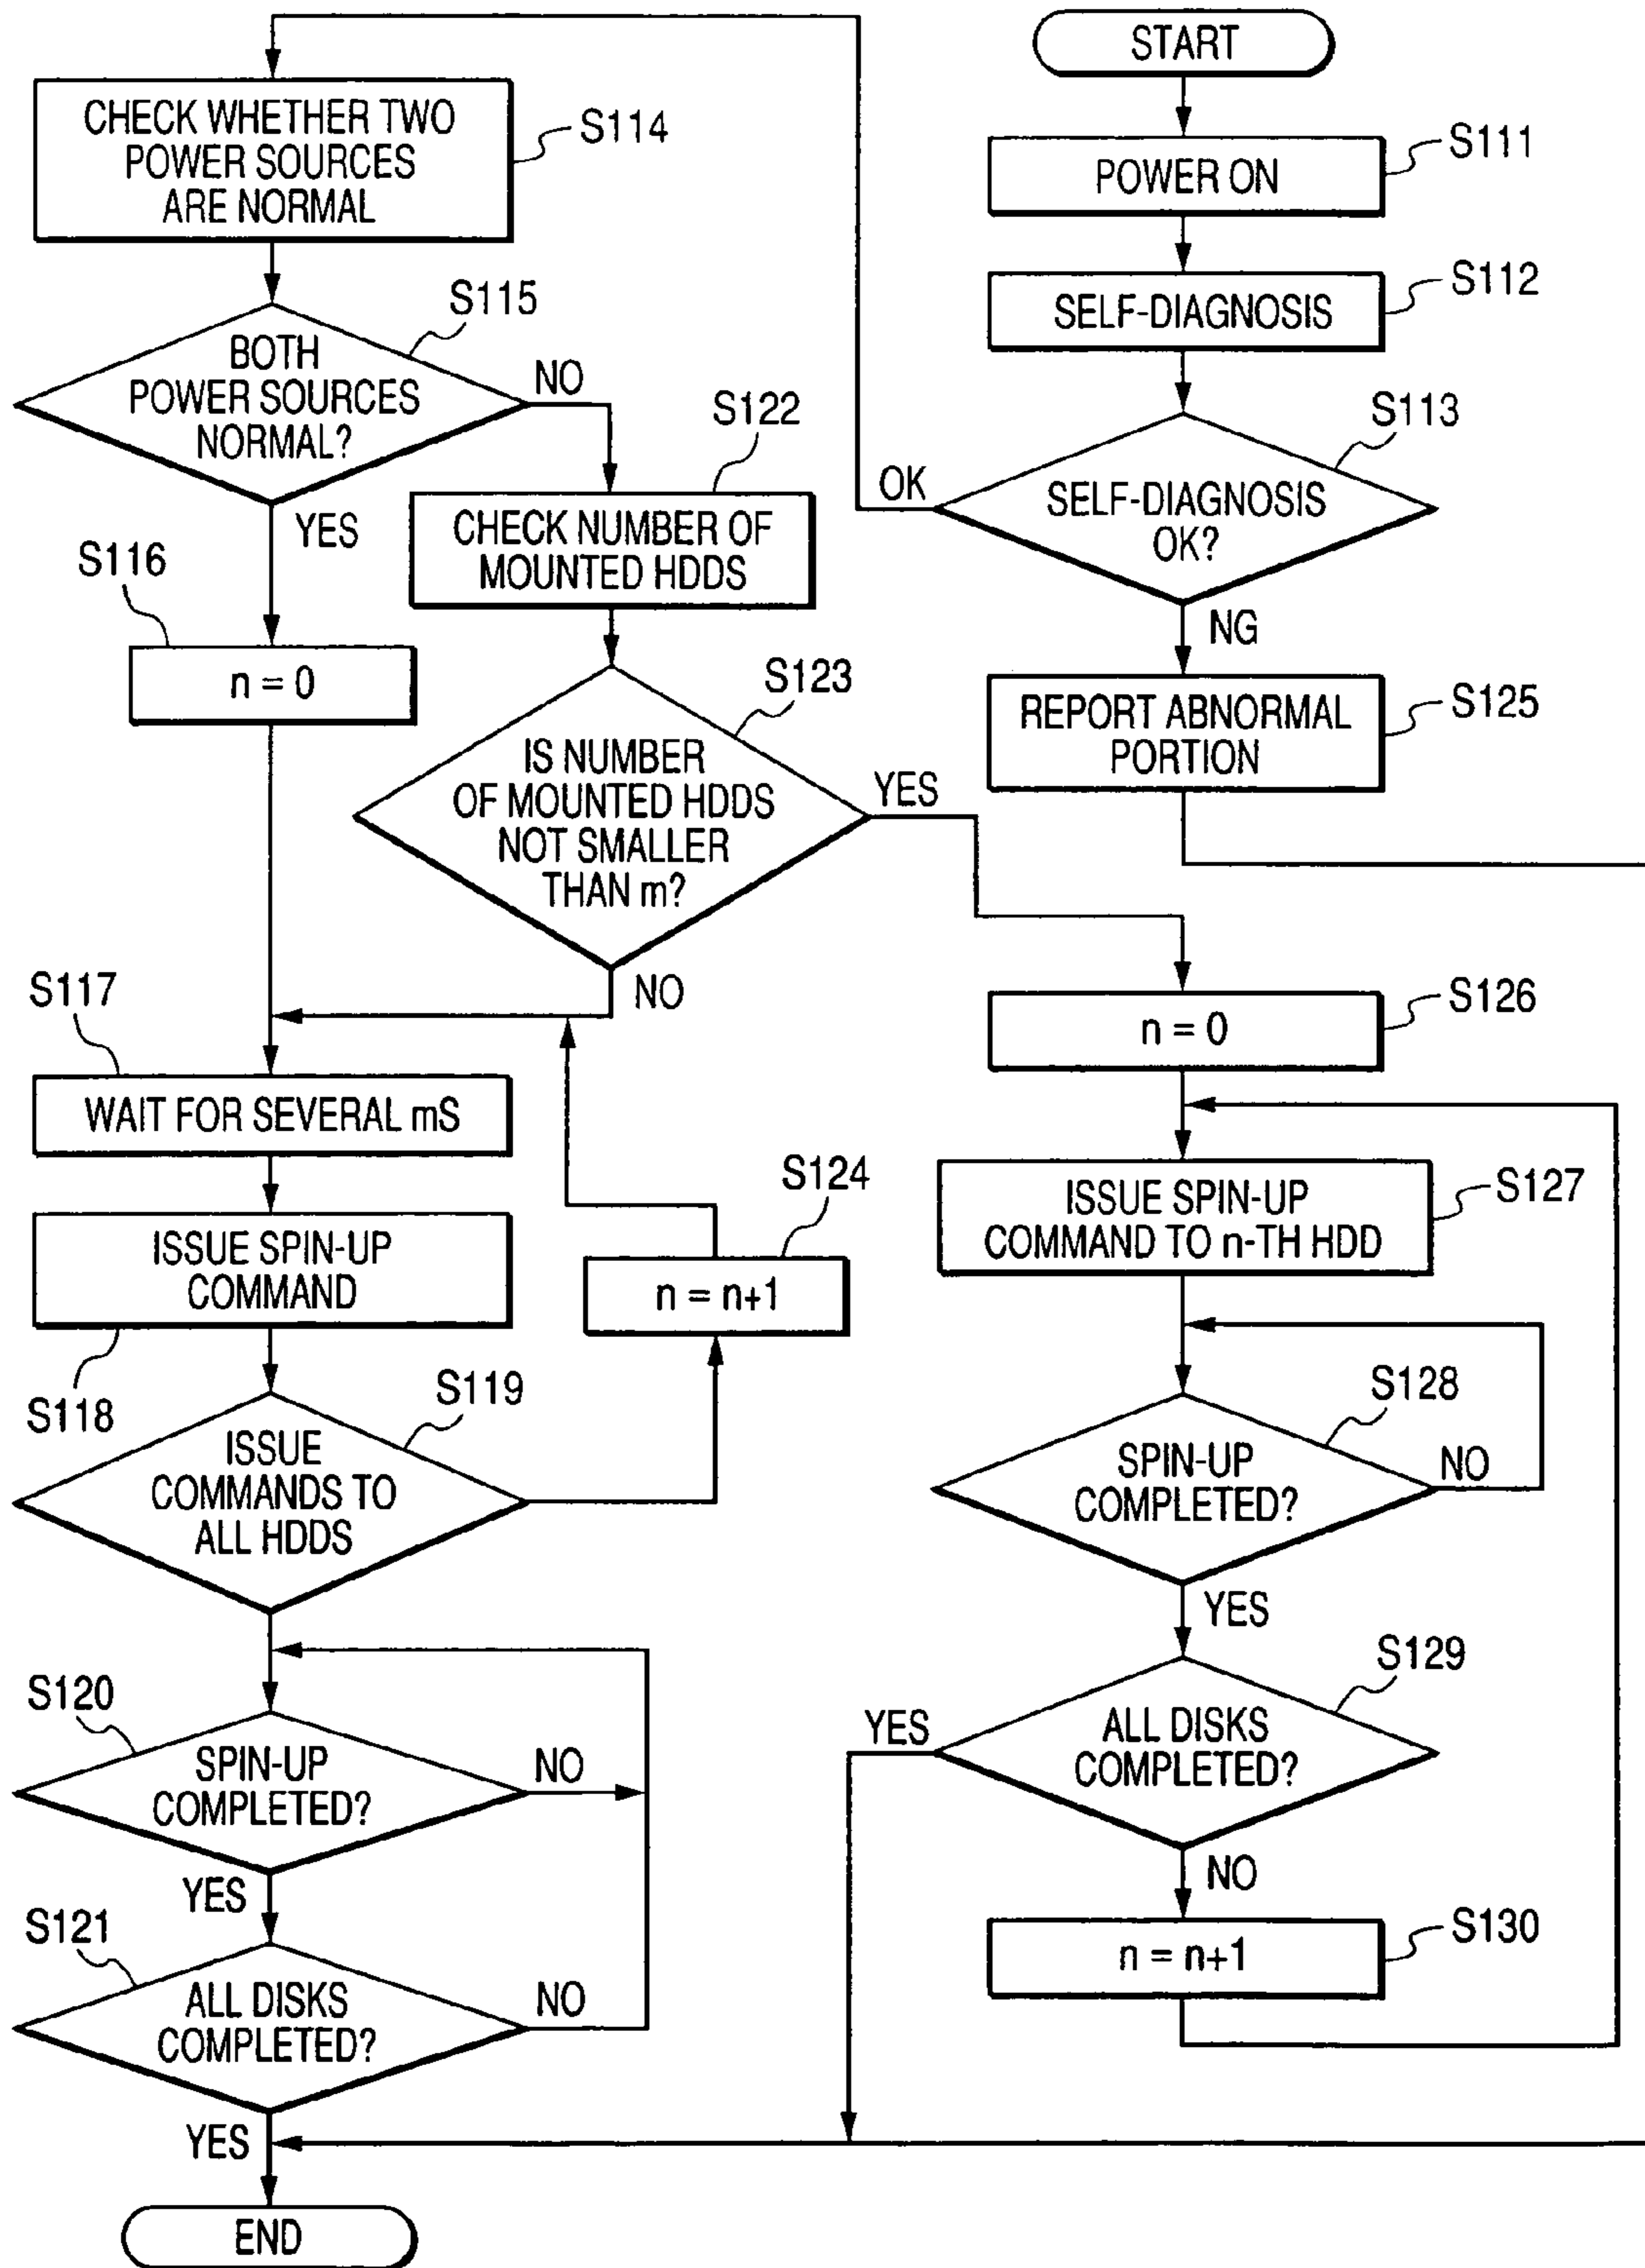 START
POWER ON
S111
SELF-DIAGNOSIS
S112
SELF-DIAGNOSIS
OK?
S113
OK
NG
REPORT ABNORMAL
PORTION
S125
CHECK WHETHER TWO
POWER SOURCES
ARE NORMAL
S114
BOTH
POWER SOURCES
NORMAL?
S115
NO
YES
S116
n = 0
S122
CHECK NUMBER OF
MOUNTED HDDS
S123
IS NUMBER
OF MOUNTED HDDS
NOT SMALLER
THAN m?
YES
NO
S117
WAIT FOR SEVERAL mS
ISSUE SPIN-UP
COMMAND
S118
S124
n = n+1
S119
ISSUE
COMMANDS TO
ALL HDDS
S120
SPIN-UP
COMPLETED?
NO
YES
S121
ALL DISKS
COMPLETED?
NO
YES
END
S126
n = 0
ISSUE SPIN-UP
COMMAND TO n-TH HDD
S127
S128
SPIN-UP
COMPLETED?
NO
YES
S129
ALL DISKS
COMPLETED?
YES
NO
n = n+1
S130